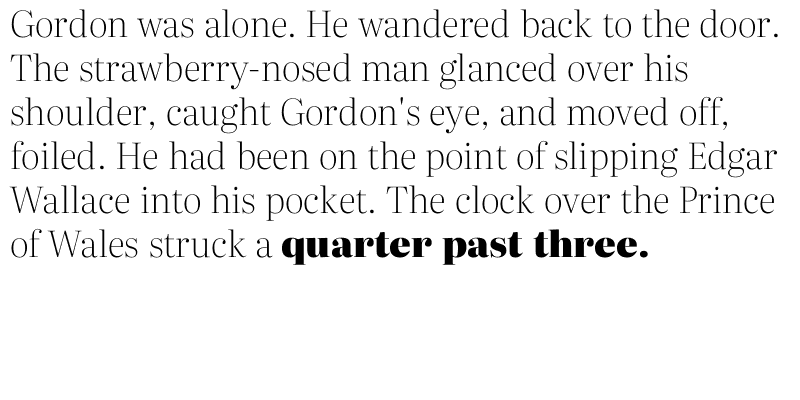 Gordon was alone. He wandered back to the door.
The strawberry-nosed man glanced over his
shoulder, caught Gordon's eye, and moved off,
foiled. He had been on the point of slipping Edgar
Wallace into his pocket. The clock over the Prince
of Wales struck a quarter past three.